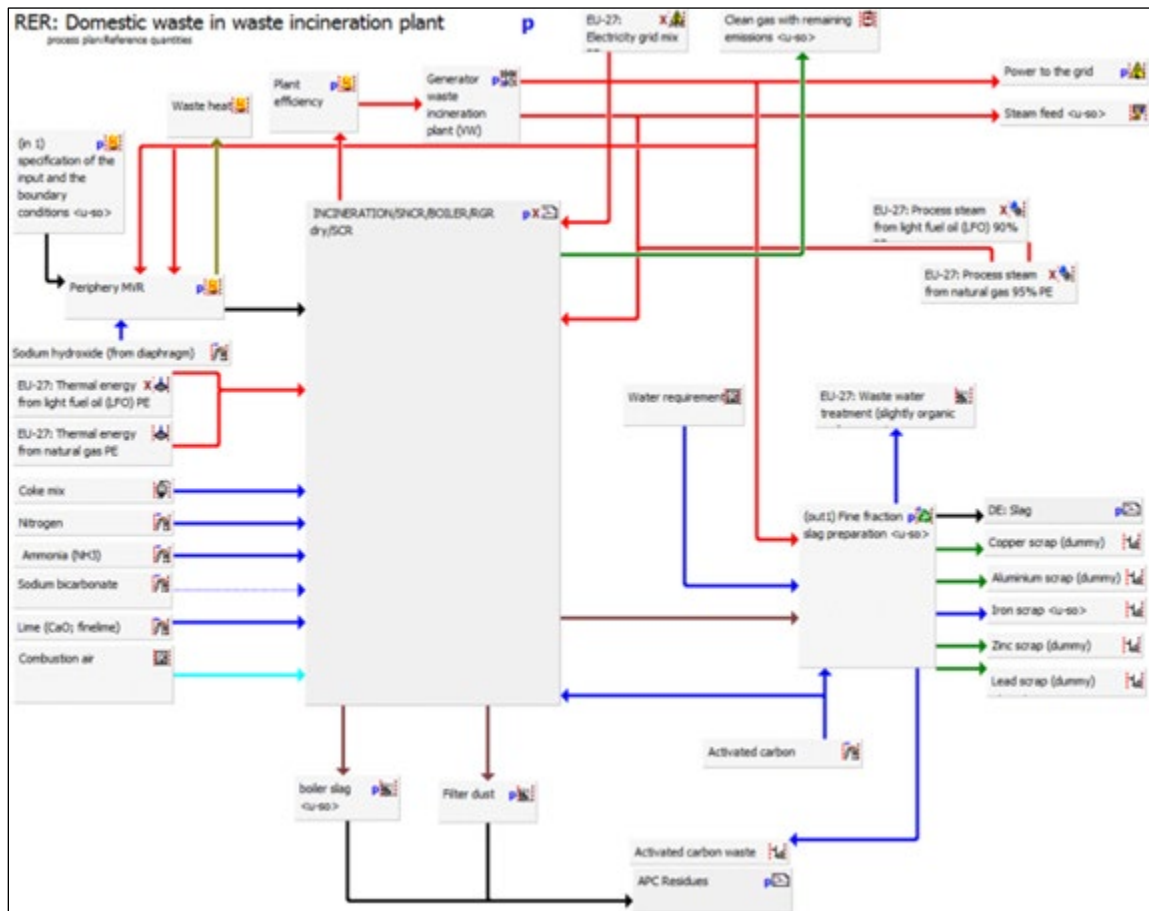 RER: Domestic waste in waste incineration plant
p
process plan:Reference quantities
EU-27:
Electricity grid mix
Clean gas with remaining
emissions <u-so>
Power to the grid
Steam feed <u-so>
Generator
waste
incineration
plant (VW)
Plant
efficiency
Waste heat
(in 1)
specification of the
input and the
boundary
conditions <u-so>
INCINERATION/SNCR/BOILER/RGR
dry/SCR
EU-27: Process steam
from light fuel oil (LFO) 90%
EU-27: Process steam
from natural gas 95% PE
Periphery MVR
Sodium hydroxide (from diaphragm)
EU-27: Thermal energy
from light fuel oil (LFO) PE
EU-27: Thermal energy
from natural gas PE
Coke mix
Nitrogen
Ammonia (NH3)
Sodium bicarbonate
Lime (CaO; finelime)
Combustion air
Water requirement
EU-27: Waste water
treatment (slightly organic
(out1) Fine fraction
slag preparation <u-so>
DE: Slag
Copper scrap (dummy)
Aluminium scrap (dummy)
Iron scrap <u-so>
Zinc scrap (dummy)
Lead scrap (dummy)
Activated carbon
boiler slag
<u-so>
Filter dust
Activated carbon waste
APC Residues